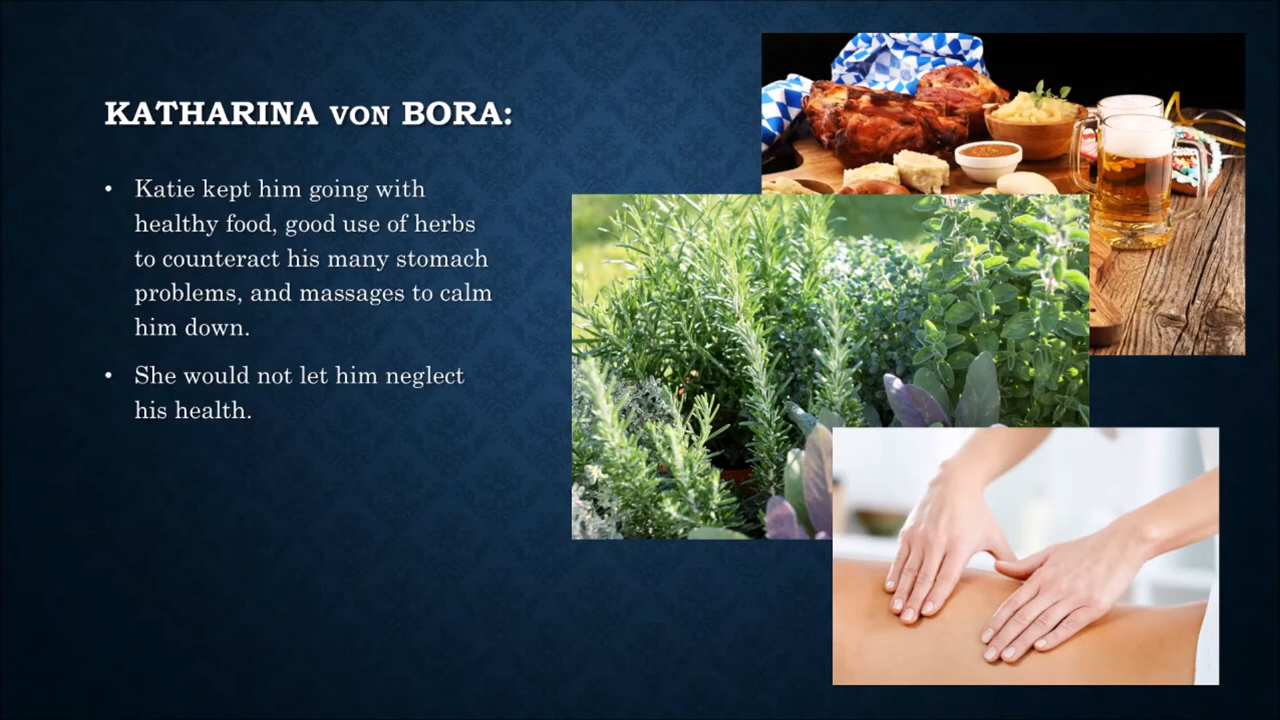 KATHARINA VON BORA:
• Katie kept him going with
healthy food, good use of herbs
to counteract his many stomach
problems, and massages to calm
him down.
• She would not let him neglect
his health.